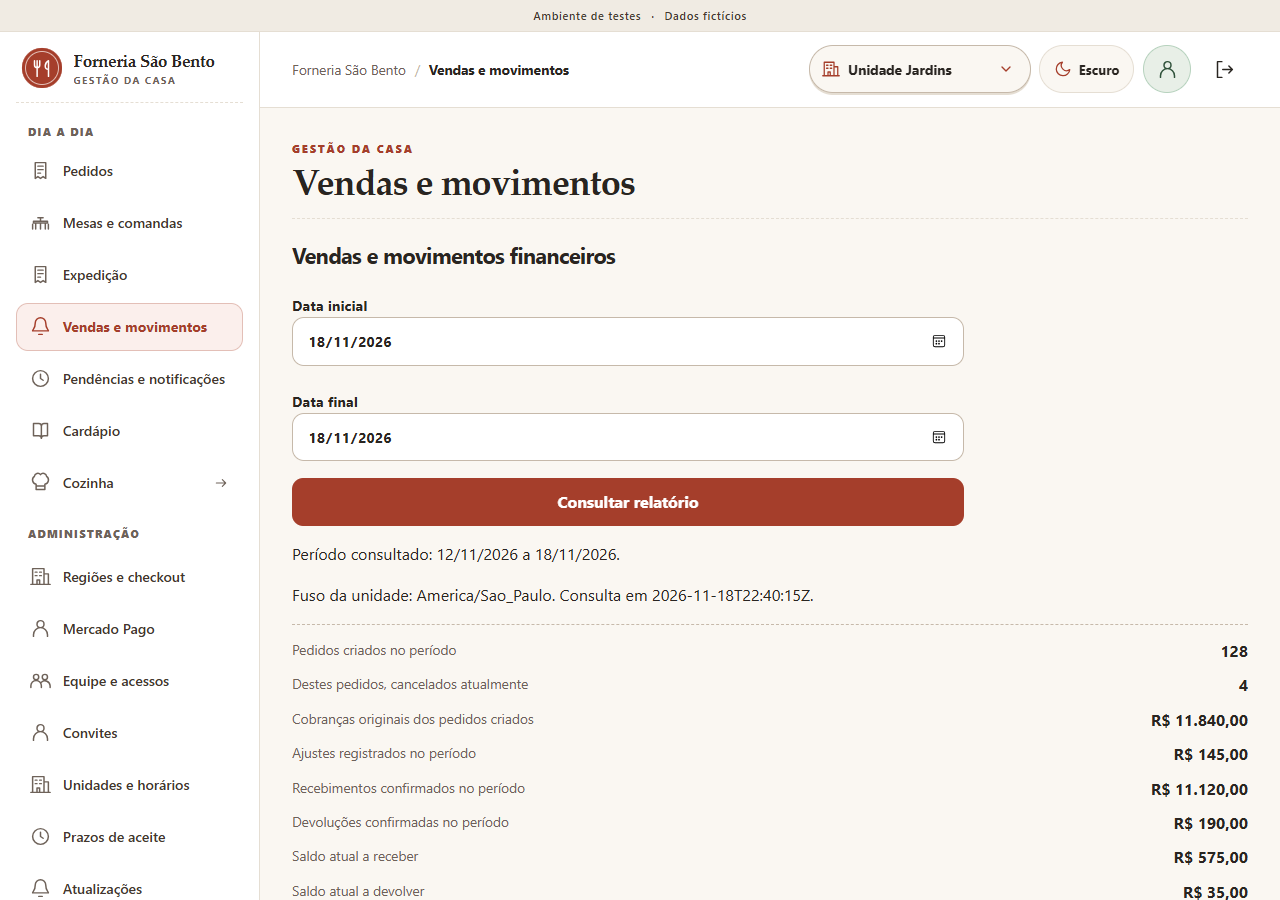 Ambiente de testes · Dados fictícios
Forneria São Bento
GESTÃO DA CASA
DIA A DIA
Pedidos
Mesas e comandas
Expedição
Vendas e movimentos
Pendências e notificações
Cardápio
Cozinha
ADMINISTRAÇÃO
Regiões e checkout
Mercado Pago
Equipe e acessos
Convites
Unidades e horários
Prazos de aceite
Atualizações
Forneria São Bento / Vendas e movimentos
Unidade Jardins
Escuro
GESTÃO DA CASA
Vendas e movimentos
Vendas e movimentos financeiros
Data inicial
18/11/2026
Data final
18/11/2026
Consultar relatório
Período consultado: 12/11/2026 a 18/11/2026.
Fuso da unidade: America/Sao_Paulo. Consulta em 2026-11-18T22:40:15Z.
Pedidos criados no período 128
Destes pedidos, cancelados atualmente 4
Cobranças originais dos pedidos criados R$ 11.840,00
Ajustes registrados no período R$ 145,00
Recebimentos confirmados no período R$ 11.120,00
Devoluções confirmadas no período R$ 190,00
Saldo atual a receber R$ 575,00
Saldo atual a devolver R$ 35,00